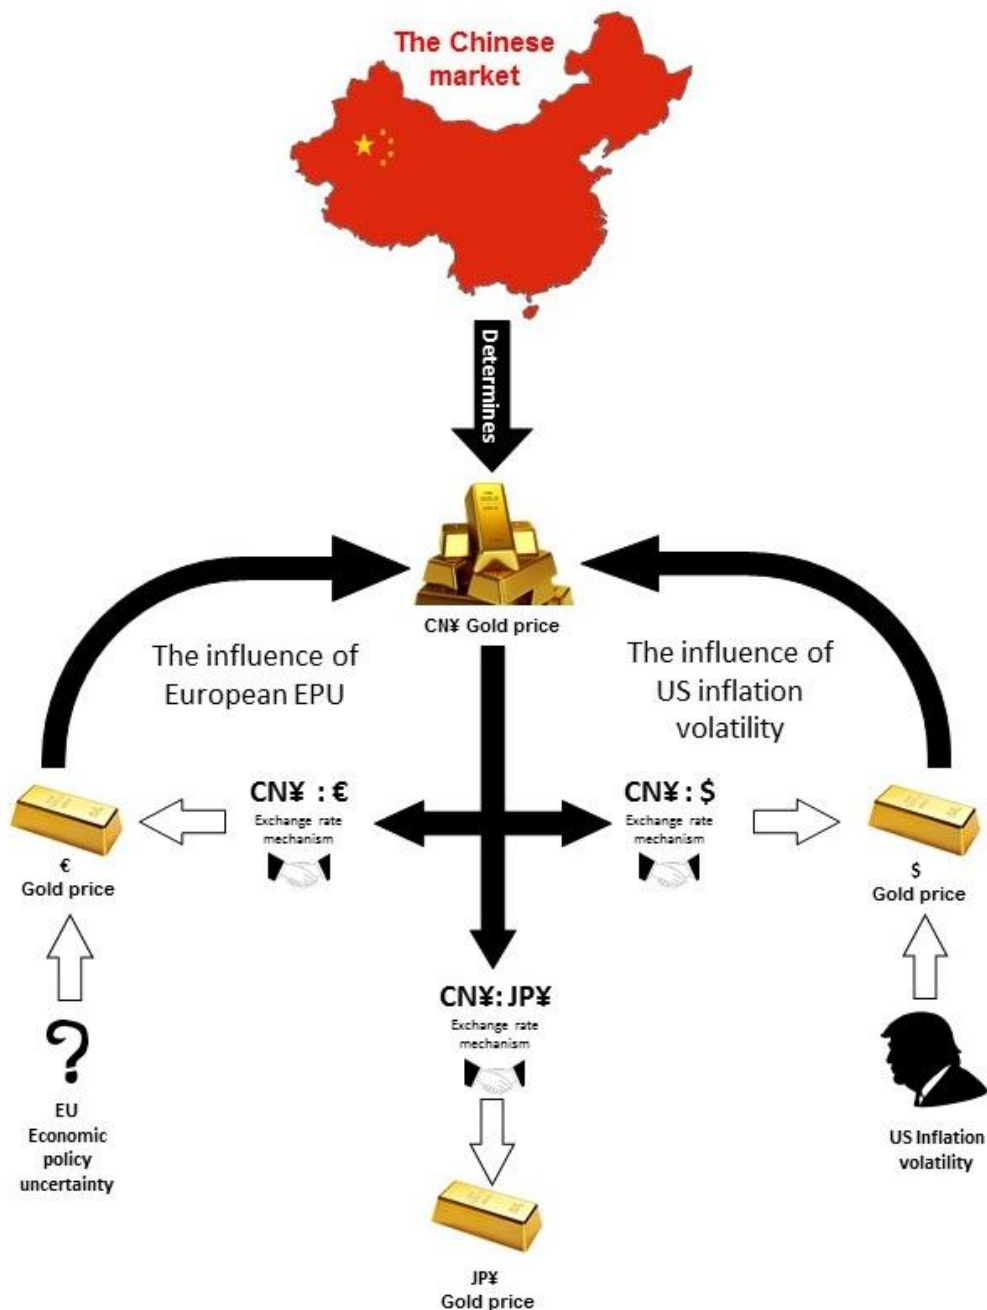 The Chinese
market
Determines
CN¥ Gold price
The influence of
European EPU
The influence of
US inflation
volatility
CN¥ : €
Exchange rate
mechanism
CN¥ : $
Exchange rate
mechanism
€
Gold price
$
Gold price
CN¥: JP¥
Exchange rate
mechanism
EU
Economic
policy
uncertainty
US Inflation
volatility
JP¥
Gold price